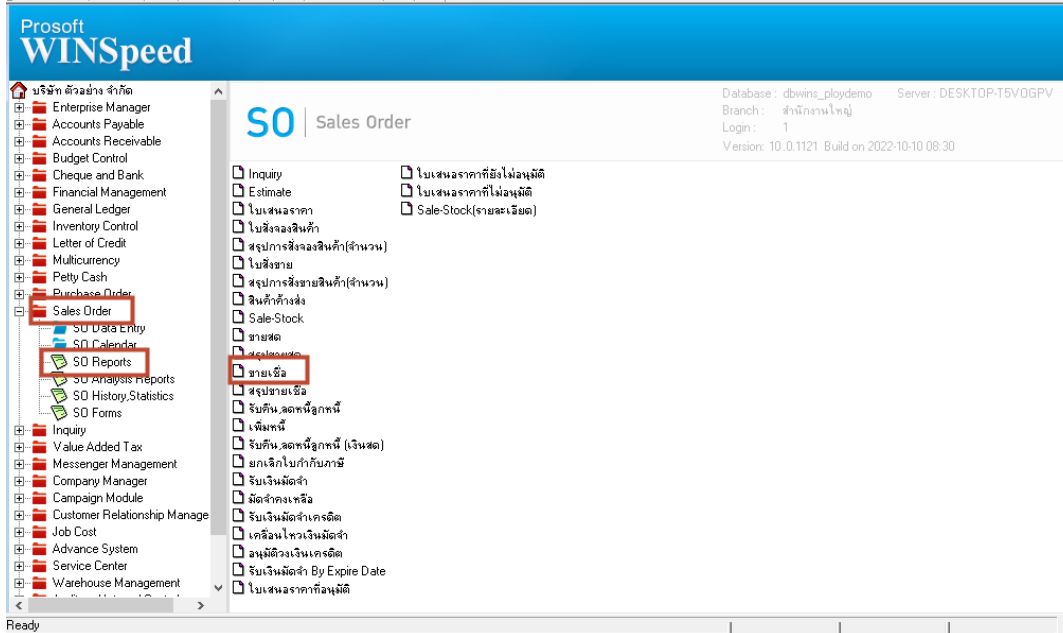 Prosoft
WINSpeed
บริษัท ตัวอย่าง จำกัด
Enterprise Manager
Accounts Payable
Accounts Receivable
Budget Control
Cheque and Bank
Financial Management
General Ledger
Inventory Control
Letter of Credit
Multicurrency
Petty Cash
Purchase Order
Sales Order
SO Data Entry
SO Calendar
SO Reports
SO Analysis Reports
SO History,Statistics
SO Forms
Inquiry
Value Added Tax
Messenger Management
Company Manager
Campaign Module
Customer Relationship Manage
Job Cost
Advance System
Service Center
Warehouse Management
SO Sales Order
Database : dbwins_ploydemo Server : DESKTOP-T5VOGPV
Branch : สำนักงานใหญ่
Login : 1
Version: 10..0.1121 Build on 2022-10-10 08:30
Inquiry
Estimate
ใบเสนอราคา
ใบสั่งจองสินค้า
สรุปการสั่งจองสินค้า(จำนวน)
ใบสั่งขาย
สรุปการสั่งขายสินค้า(จำนวน)
สินค้าค้างส่ง
Sale-Stock
ขายสด
สรุปขายสด
ขายเชื่อ
สรุปขายเชื่อ
รับคืน,ลดหนี้ลูกหนี้
เพิ่มหนี้
รับคืน,ลดหนี้ลูกหนี้ (เงินสด)
ยกเลิกใบกำกับภาษี
รับเงินมัดจำ
มัดจำคงเหลือ
รับเงินมัดจำเครดิต
เคลื่อนไหวเงินมัดจำ
อนุมัติวงเงินเครดิต
รับเงินมัดจำ By Expire Date
ใบเสนอราคาที่อนุมัติ
ใบเสนอราคาที่ยังไม่อนุมัติ
ใบเสนอราคาที่ไม่อนุมัติ
Sale-Stock(รายละเอียด)
Ready